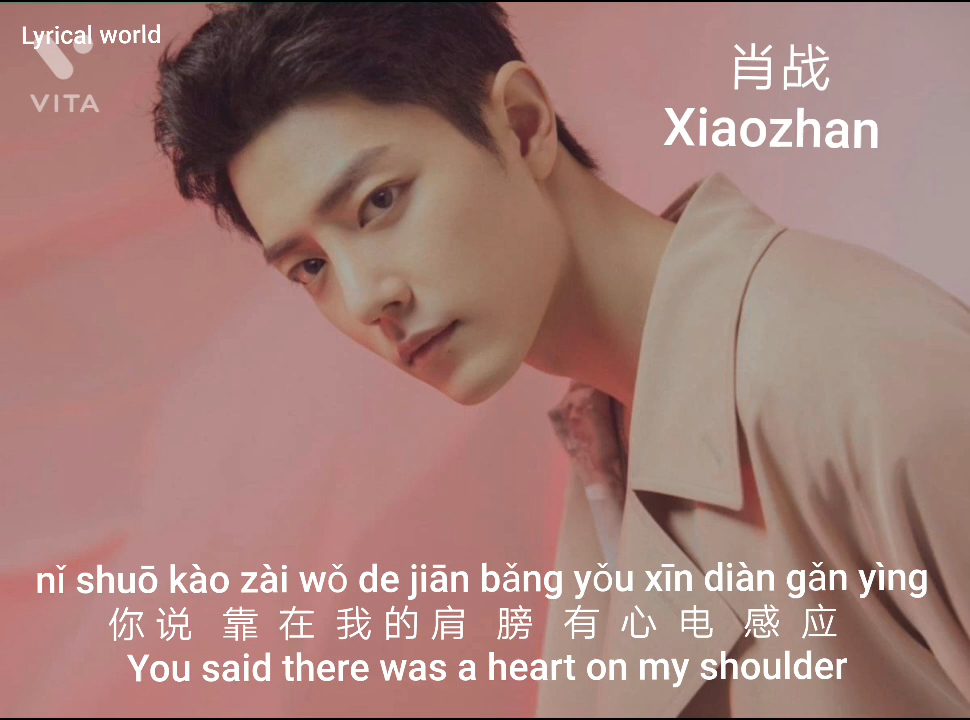 Lyrical world
VITA
肖战
Xiaozhan
nǐ shuō kào zài wǒ de jiān bǎng yǒu xīn diàn gǎn yìng
你说 靠 在 我的肩 膀 有 心 电 感 应
You said there was a heart on my shoulder